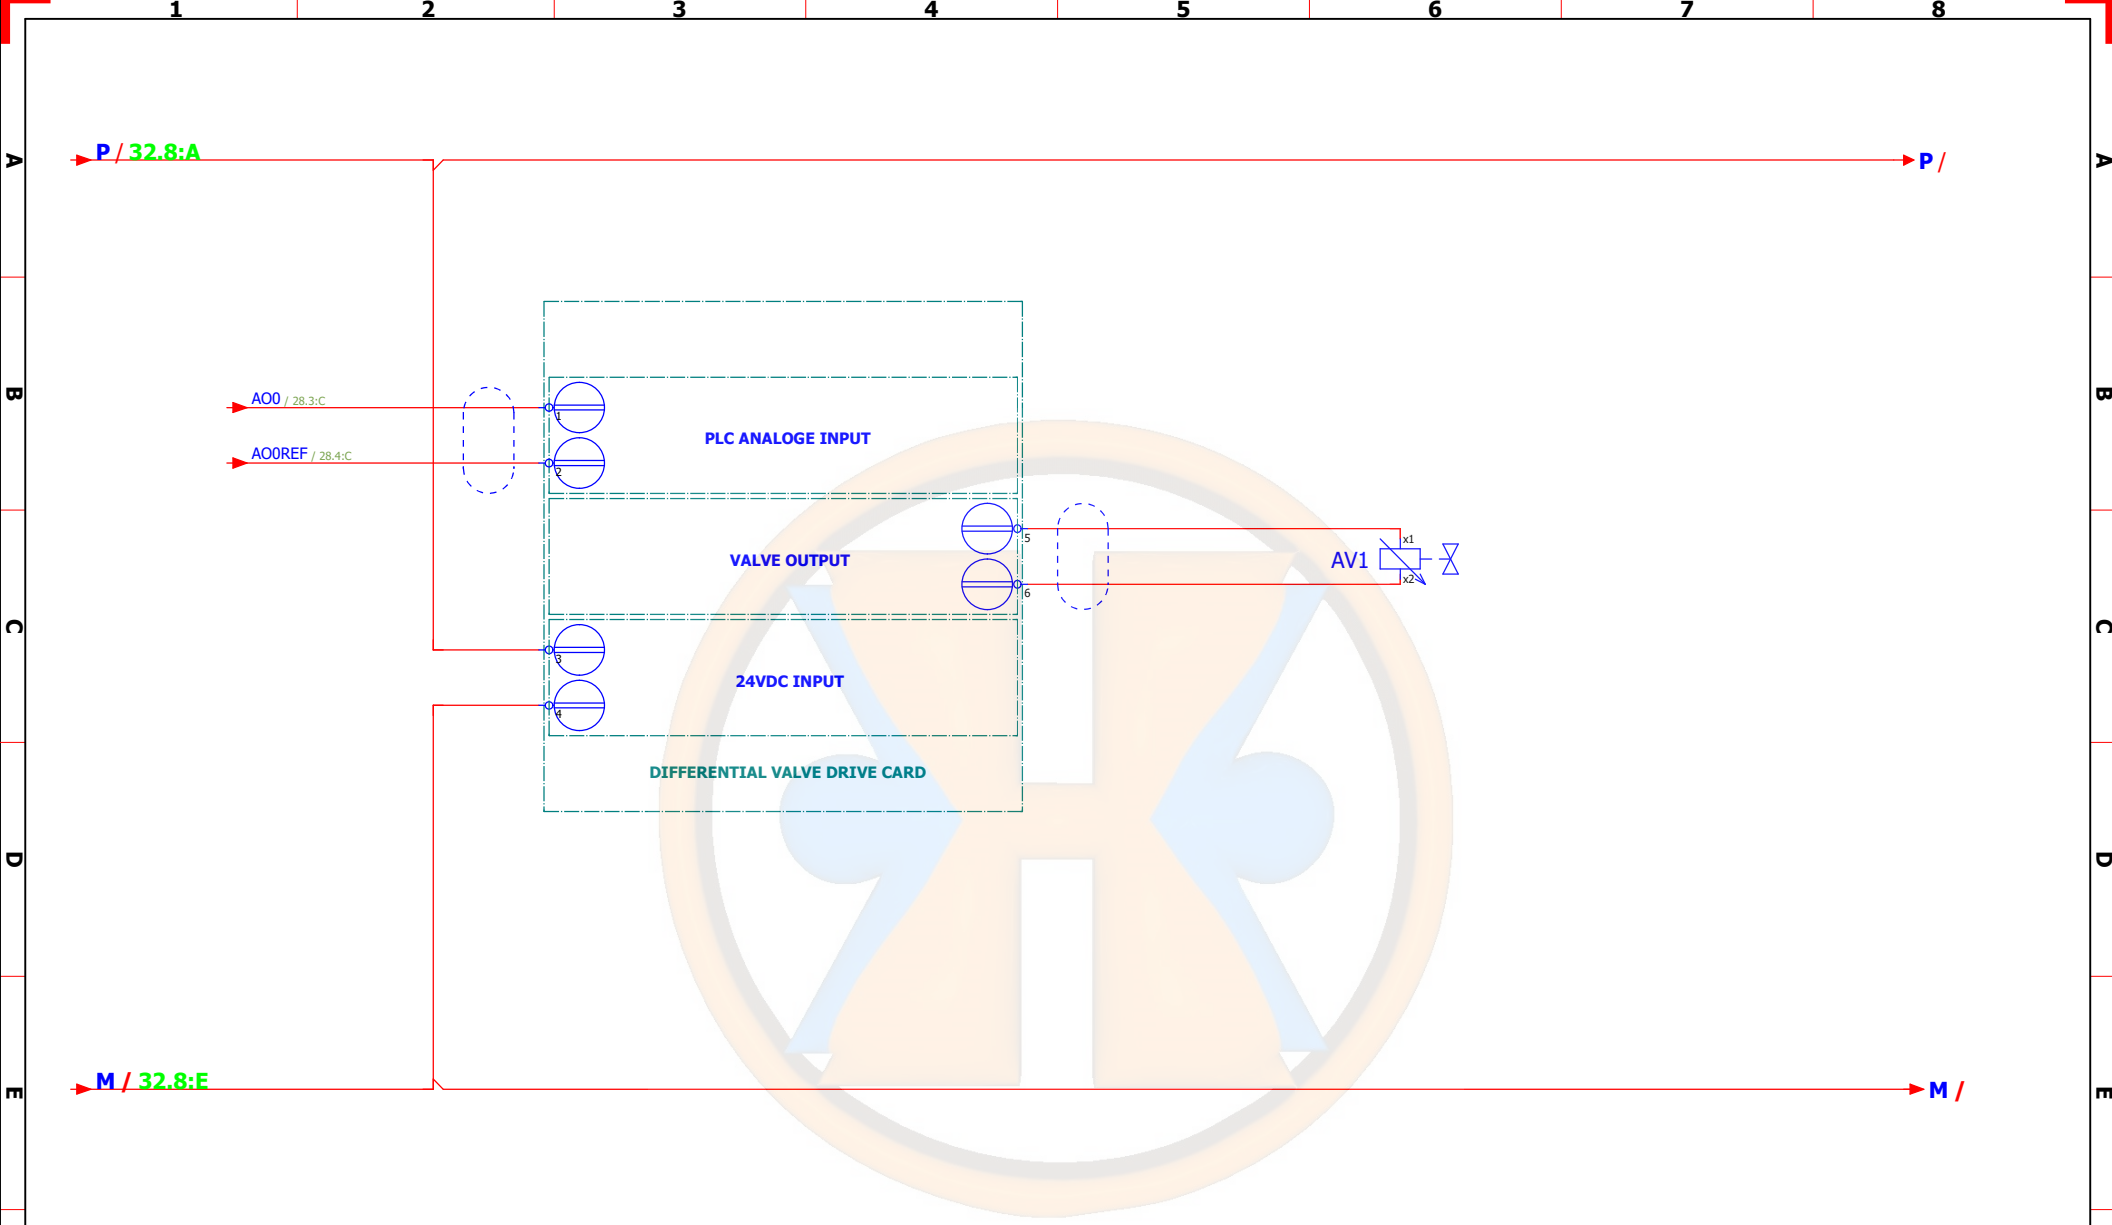 1 2 3 4 5 6 7 8
A P / 32.8:A P / A
B AO0 / 28.3:C 1 B
PLC ANALOGE INPUT
AO0REF / 28.4:C 2
5
x1
VALVE OUTPUT AV1
x2
6
C C
3
24VDC INPUT
4
DIFFERENTIAL VALVE DRIVE CARD
D D
E M / 32.8:E M / E